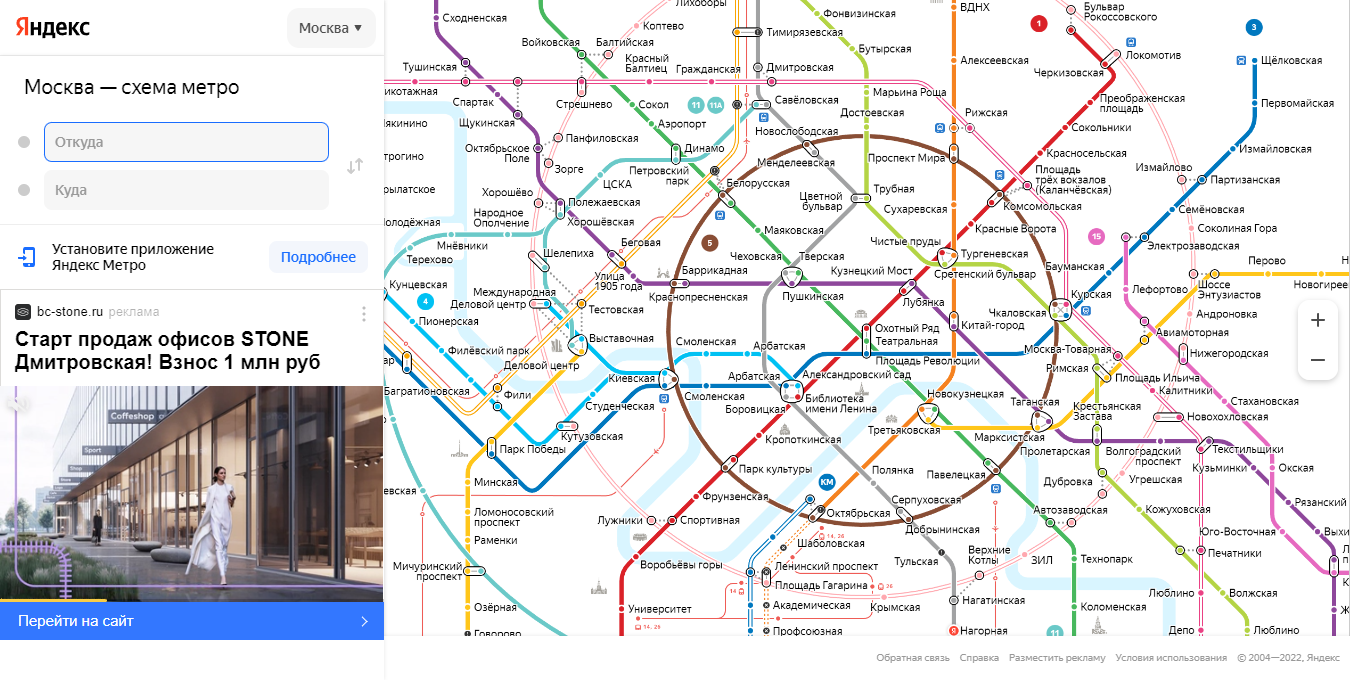 Яндекс
Москва
Москва — схема метро
Откуда
Куда
Установите приложение
Яндекс Метро
Подробнее
bc-stone.ru реклама
Старт продаж офисов STONE
Дмитровская! Взнос 1 млн руб
Coffeshop
Sport
Shop
Перейти на сайт
Сходненская
Лихоборы
Коптево
Войковская
Балтийская
Тушинская
Красный
Балтиец
Гражданская
Тимирязевская
Дмитровская
Фонвизинская
Бутырская
ВДНХ
Алексеевская
1
Бульвар
Рокоссовского
Локомотив
Черкизовская
3
Щёлковская
Первомайская
Измайловская
Партизанская
Измайлово
Семёновская
Соколиная Гора
Электрозаводская
15
Спартак
Щукинская
Стрешнево
Панфиловская
Октябрьское
Поле
Зорге
Сокол
Аэропорт
11
11А
Савёловская
Марьина Роща
Достоевская
Рижская
Преображенская
площадь
Сокольники
Красносельская
Площадь
трёх вокзалов
(Каланчёвская)
Комсомольская
Красные Ворота
Динамо
Петровский
парк
ЦСКА
Новослободская
Менделеевская
Проспект Мира
Белорусская
Хорошёво
Полежаевская
Народное
Ополчение
Хорошёвская
Цветной
бульвар
Трубная
Сухаревская
Маяковская
Чистые пруды
Тургеневская
Сретенский бульвар
Бауманская
Мнёвники
Терехово
Шелепиха
Беговая
Улица
1905 года
5
Баррикадная
Краснопресненская
Чеховская
Тверская
Пушкинская
Кузнецкий Мост
Лубянка
Курская
Чкаловская
Лефортово
Перово
Шоссе
Энтузиастов
Андроновка
Авиамоторная
Нижегородская
Кунцевская
4
Пионерская
Филёвский парк
Международная
Деловой центр
Тестовская
Выставочная
Деловой центр
Багратионовская
Фили
Кутузовская
Студенческая
Киевская
Смоленская
Смоленская
Арбатская
Арбатская
Охотный Ряд
Театральная
Площадь Революции
Александровский сад
Библиотека
имени Ленина
Боровицкая
Китай-город
Новокузнецкая
Третьяковская
Таганская
Марксистская
Москва-Товарная
Римская
Площадь Ильича
Калитники
Крестьянская
Застава
Пролетарская
Новохохловская
Стахановская
Текстильщики
Волгоградский
проспект
Кузьминки
Окская
Угрешская
Дубровка
Рязанский
Кожуховская
Юго-Восточная
Печатники
Люблино
Волжская
Депо
Люблино
Парк Победы
Минская
Ломоносовский
проспект
Раменки
Мичуринский
проспект
Озёрная
Говорово
Кропоткинская
Парк культуры
Фрунзенская
Лужники
Спортивная
Воробьёвы горы
Университет
14, 26
КМ
Октябрьская
14, 26
Шаболовская
Ленинский проспект
Площадь Гагарина
14
26
Академическая
Профсоюзная
Крымская
Полянка
Серпуховская
Добрынинская
Тульская
Павелецкая
Верхние
Котлы
ЗИЛ
Нагатинская
Нагорная
Автозаводская
Технопарк
Коломенская
11
Обратная связь
Справка
Разместить рекламу
Условия использования
© 2004—2022, Яндекс